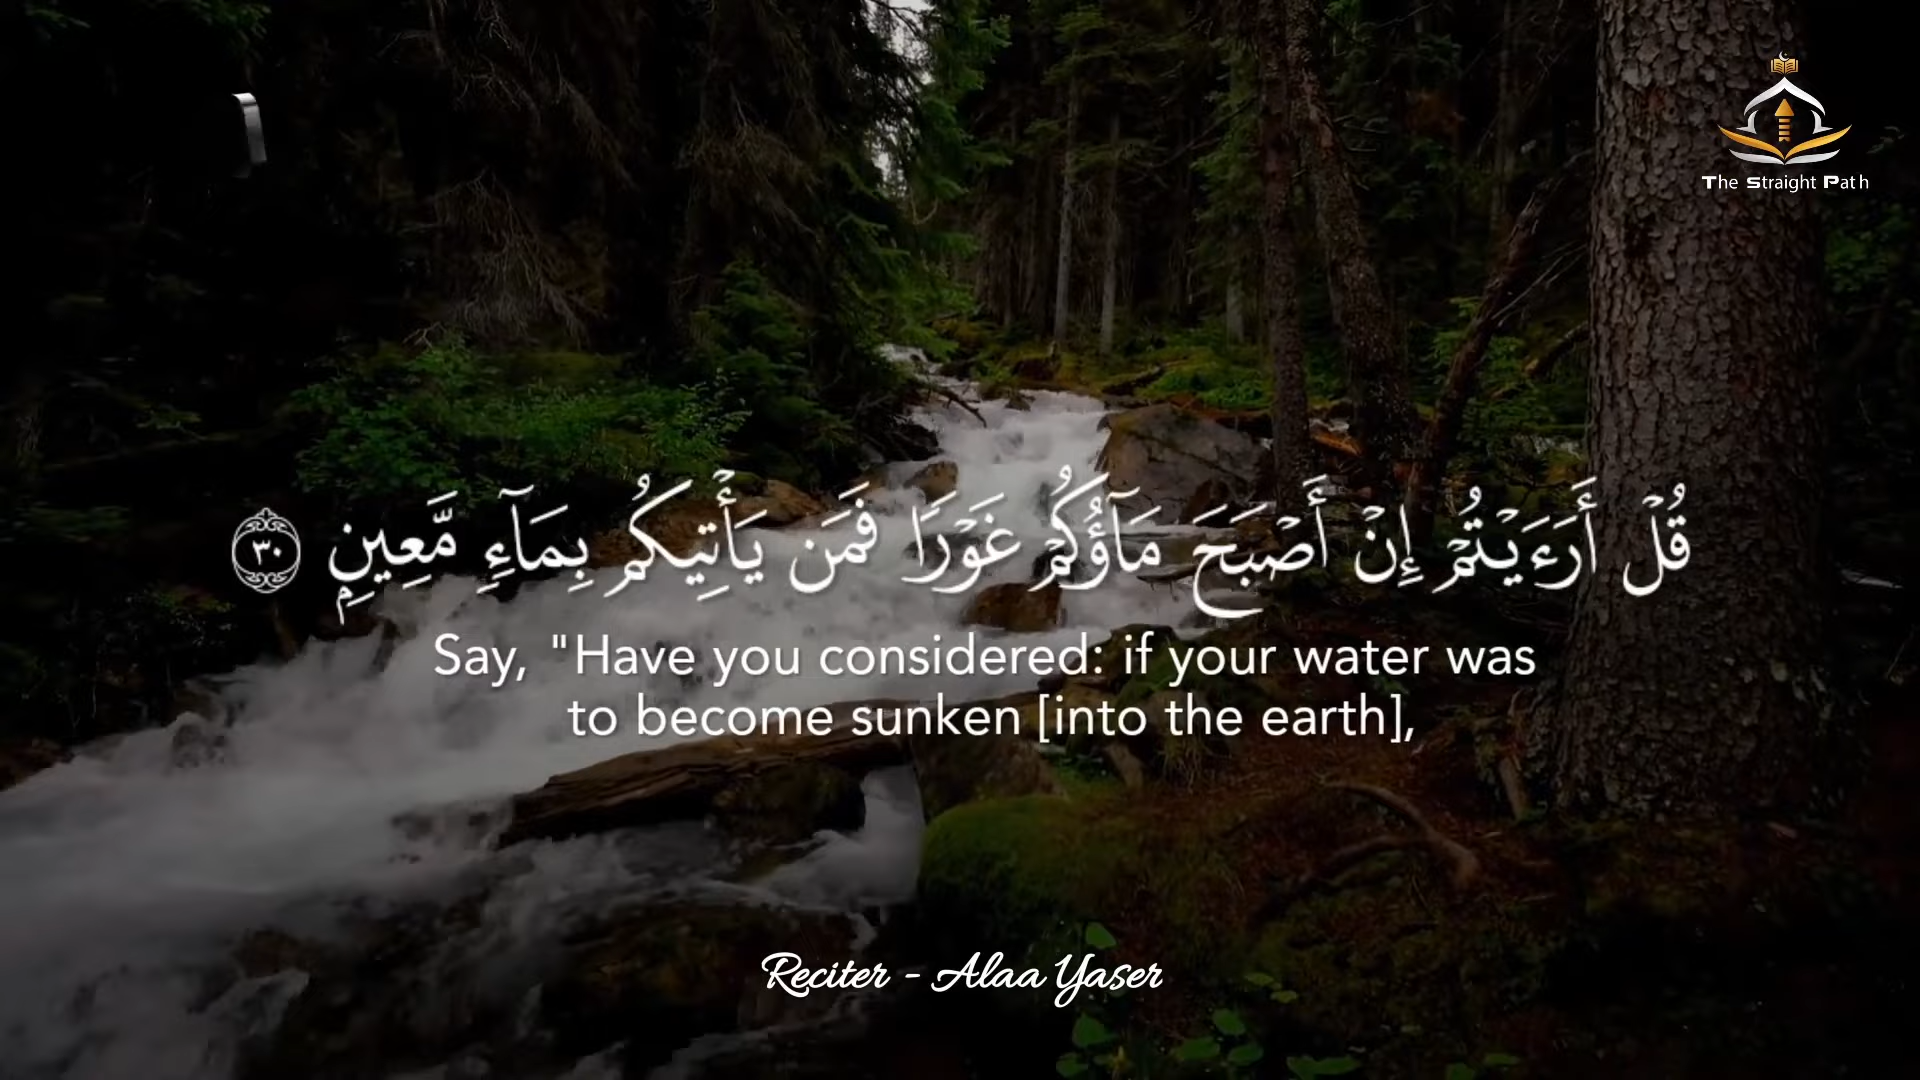 The Straight Path
قُلْ أَرَءَيْتُمْ إِنْ أَصْبَحَ مَآؤُكُمْ غَوْرًا فَمَن يَأْتِيكُم بِمَآءٍ مَّعِينٍۭ ٣٠
Say, "Have you considered: if your water was
to become sunken [into the earth],
Reciter - Alaa Yaser